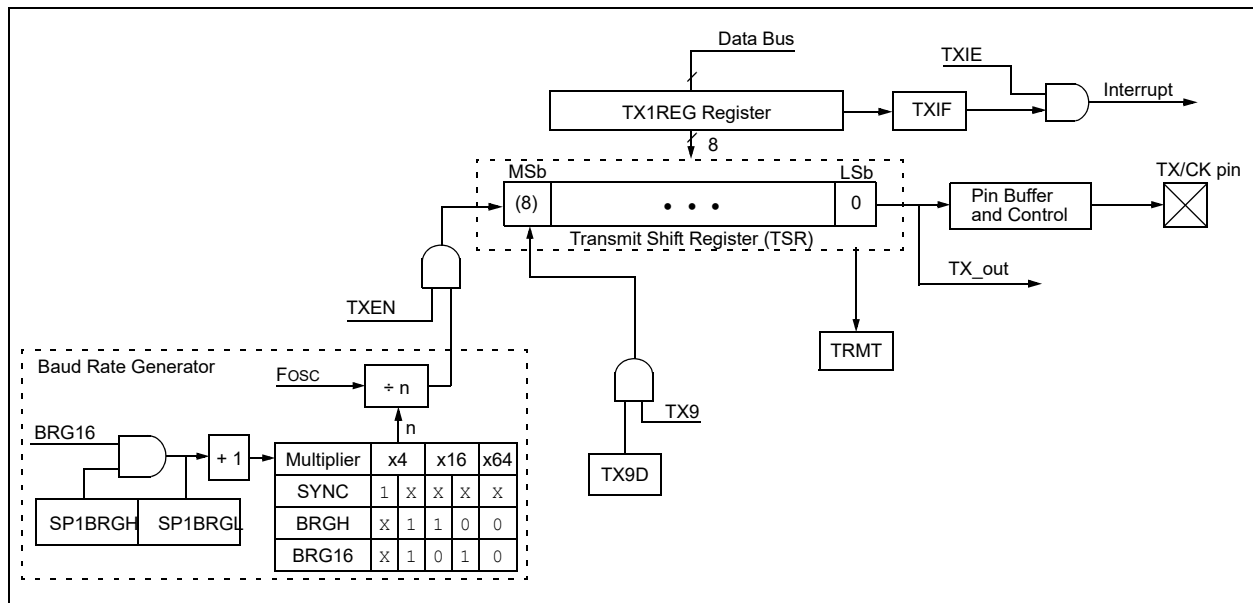 Data Bus
TXIE
Interrupt
TX1REG Register
TXIF
8
MSb
LSb
TX/CK pin
(8)
• • •
0
Pin Buffer
and Control
Transmit Shift Register (TSR)
TX_out
TXEN
TRMT
Baud Rate Generator
FOSC
÷ n
TX9
n
BRG16
+ 1
Multiplier x4 x16 x64
TX9D
SYNC 1 X X X X
SP1BRGH SP1BRGL
BRGH X 1 1 0 0
BRG16 X 1 0 1 0